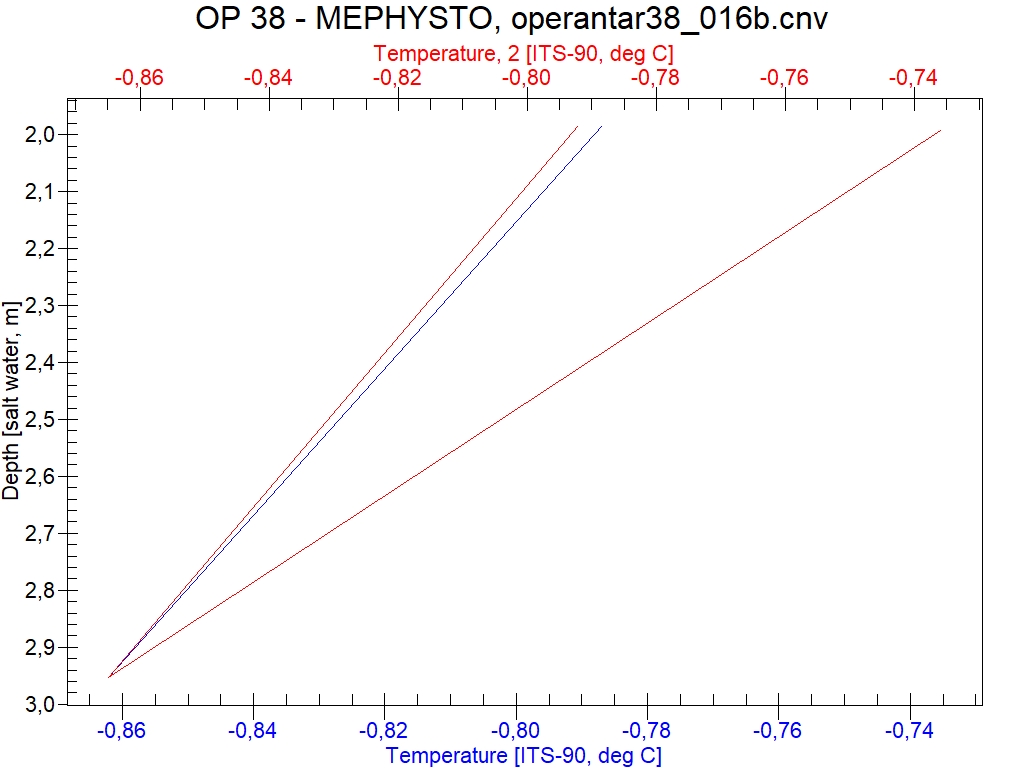 OP 38 - MEPHYSTO, operantar38_016b.cnv
Temperature, 2 [ITS-90, deg C]
-0,86 -0,84 -0,82 -0,80 -0,78 -0,76 -0,74
Depth [salt water, m]
2,0
2,1
2,2
2,3
2,4
2,5
2,6
2,7
2,8
2,9
3,0
-0,86 -0,84 -0,82 -0,80 -0,78 -0,76 -0,74
Temperature [ITS-90, deg C]